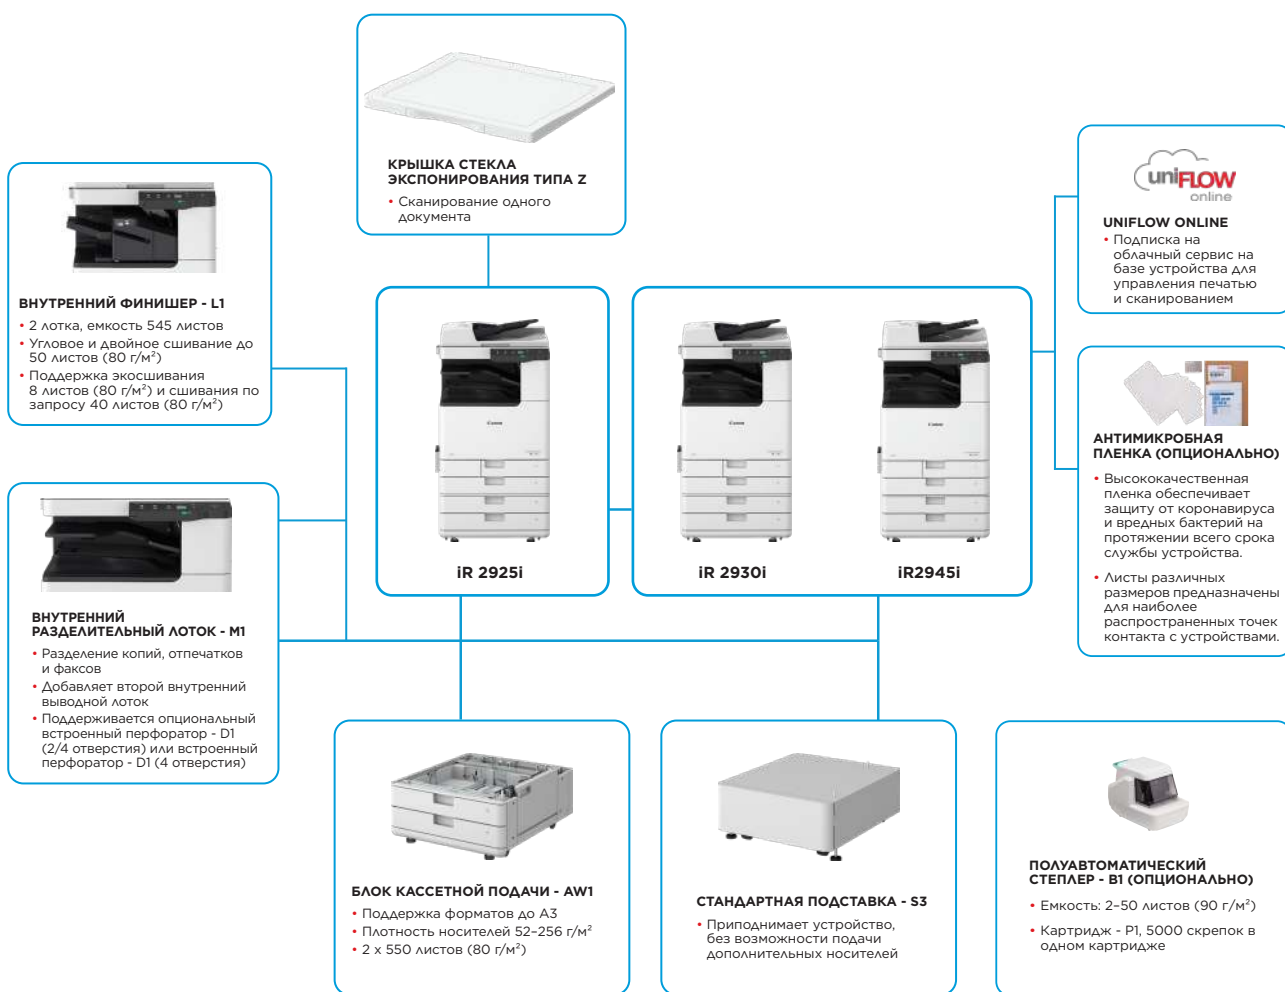 КРЫШКА СТЕКЛА
ЭКСПОНИРОВАНИЯ ТИПА Z
• Сканирование одного
документа
uniFLOW
online
UNIFLOW ONLINE
• Подписка на
облачный сервис на
базе устройства для
управления печатью
и сканированием
ВНУТРЕННИЙ ФИНИШЕР - L1
• 2 лотка, емкость 545 листов
• Угловое и двойное сшивание до
50 листов (80 г/м²)
• Поддержка экосшивания
8 листов (80 г/м²) и сшивания по
запросу 40 листов (80 г/м²)
Canon
Canon
Canon
iR 2925i
iR 2930i
iR2945i
АНТИМИКРОБНАЯ
ПЛЕНКА (ОПЦИОНАЛЬНО)
• Высококачественная
пленка обеспечивает
защиту от коронавируса
и вредных бактерий на
протяжении всего срока
службы устройства.
• Листы различных
размеров предназначены
для наиболее
распространенных точек
контакта с устройствами.
ВНУТРЕННИЙ
РАЗДЕЛИТЕЛЬНЫЙ ЛОТОК - M1
• Разделение копий, отпечатков
и факсов
• Добавляет второй внутренний
выводной лоток
• Поддерживается опциональный
встроенный перфоратор - D1
(2/4 отверстия) или встроенный
перфоратор - D1 (4 отверстия)
БЛОК КАССЕТНОЙ ПОДАЧИ - AW1
• Поддержка форматов до A3
• Плотность носителей 52–256 г/м²
• 2 x 550 листов (80 г/м²)
СТАНДАРТНАЯ ПОДСТАВКА - S3
• Приподнимает устройство,
без возможности подачи
дополнительных носителей
ПОЛУАВТОМАТИЧЕСКИЙ
СТЕПЛЕР - B1 (ОПЦИОНАЛЬНО)
• Емкость: 2–50 листов (90 г/м²)
• Картридж - P1, 5000 скрепок в
одном картридже